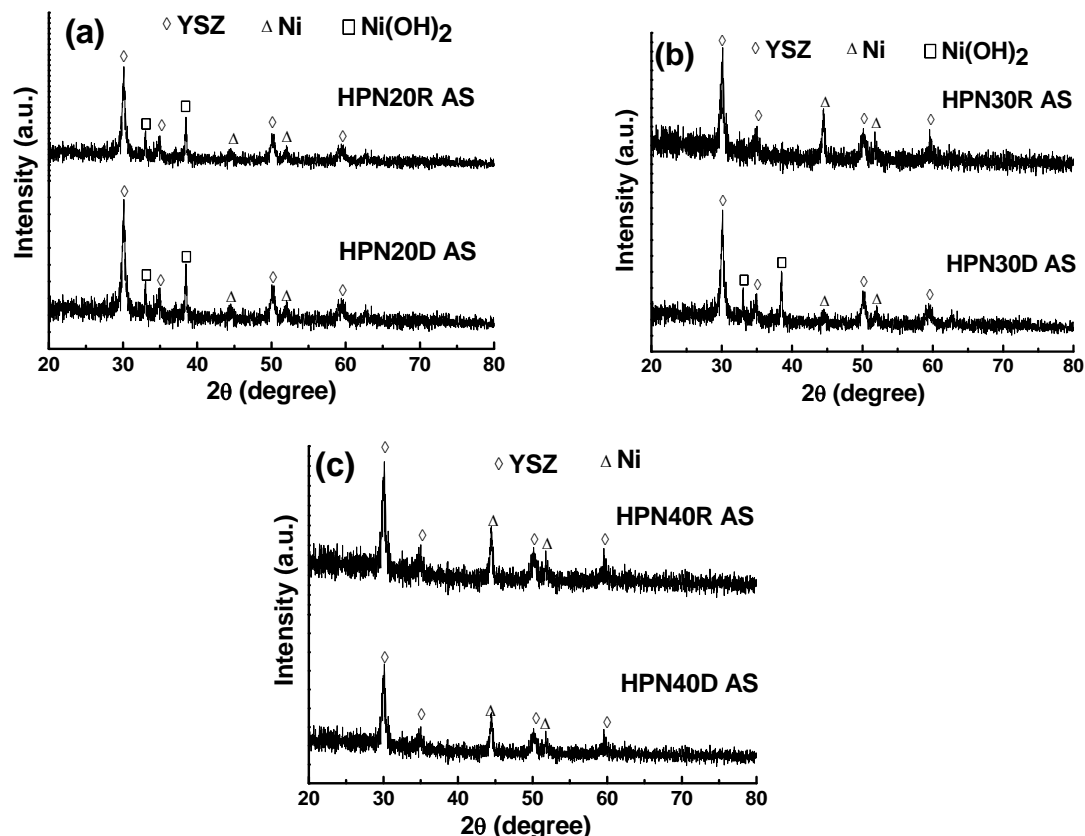 (a)
◊ YSZ Δ Ni □ Ni(OH)2
HPN20R AS
HPN20D AS
Intensity (a.u.)
20 30 40 50 60 70 80
2θ (degree)
(b)
◊ YSZ Δ Ni □ Ni(OH)2
HPN30R AS
HPN30D AS
Intensity (a.u.)
20 30 40 50 60 70 80
2θ (degree)
(c)
◊ YSZ Δ Ni
HPN40R AS
HPN40D AS
Intensity (a.u.)
20 30 40 50 60 70 80
2θ (degree)